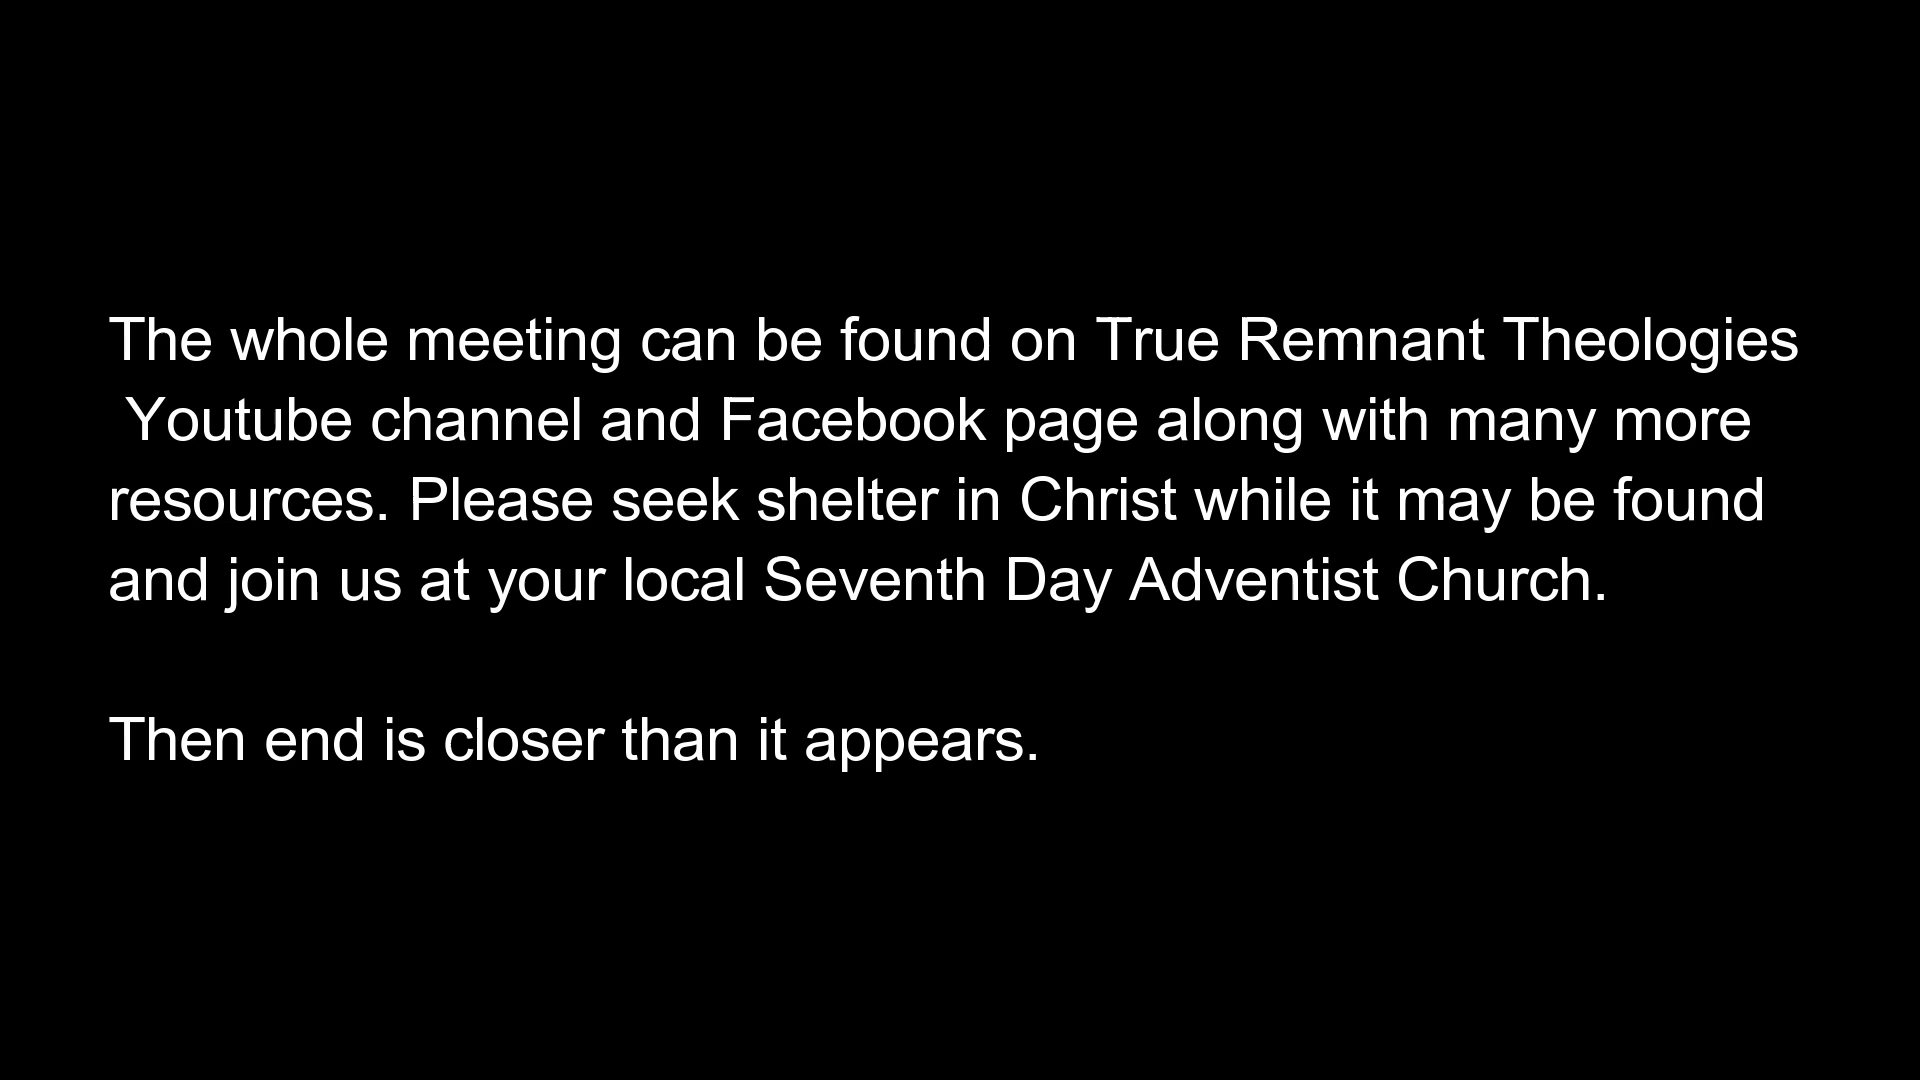 The whole meeting can be found on True Remnant Theologies
Youtube channel and Facebook page along with many more
resources. Please seek shelter in Christ while it may be found
and join us at your local Seventh Day Adventist Church.
Then end is closer than it appears.